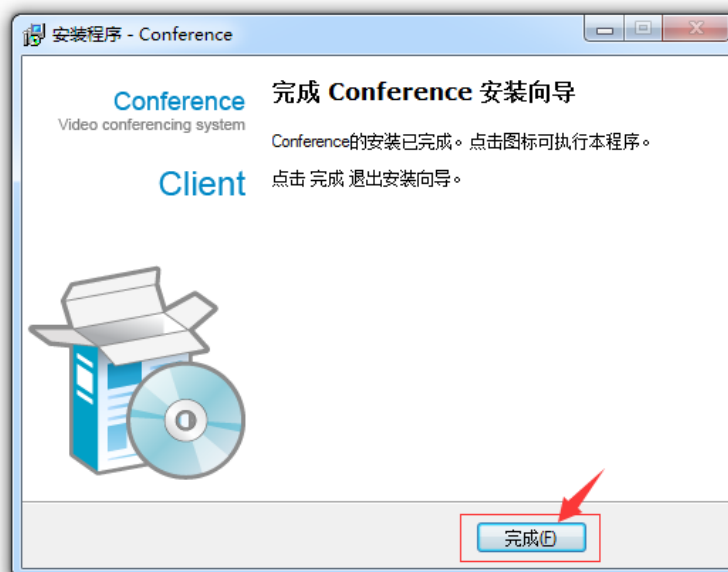 安装程序 - Conference
Conference
Video conferencing system
Client
完成 Conference 安装向导
Conference的安装已完成。点击图标可执行本程序。
点击 完成 退出安装向导。
完成(F)